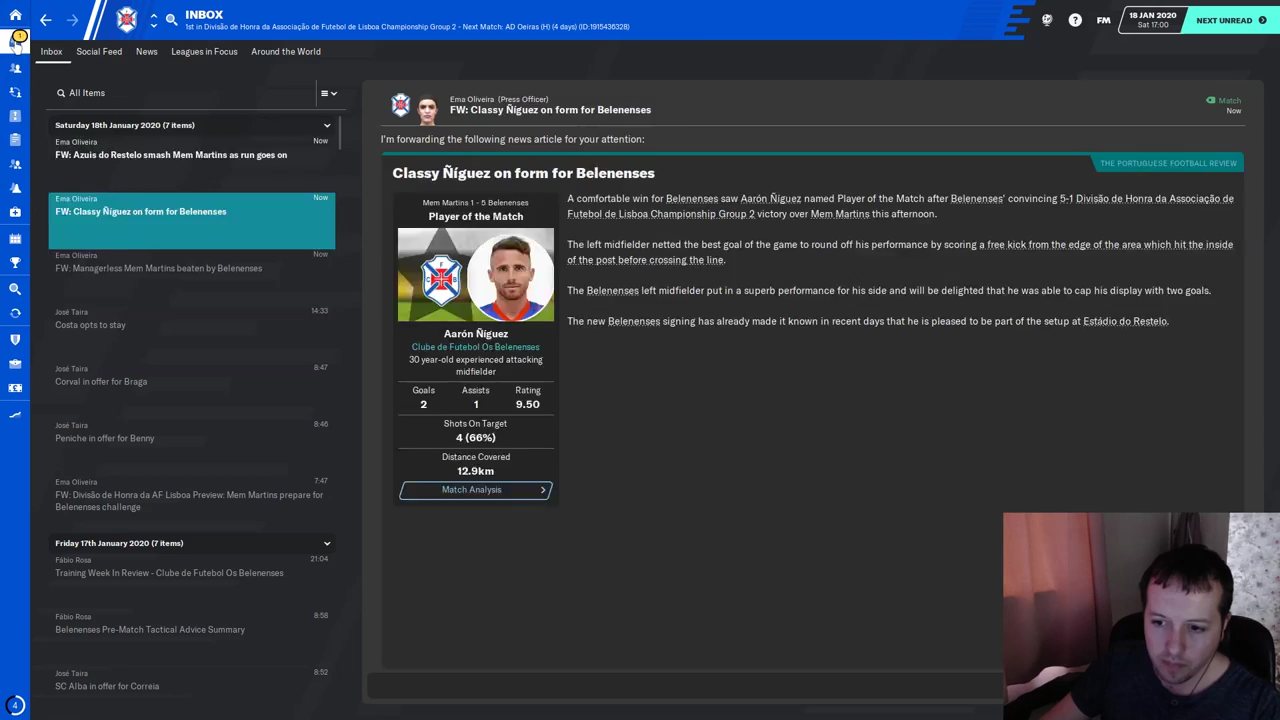 INBOX
1st in Divisão de Honra da Associação de Futebol de Lisboa Championship Group 2 - Next Match: AD Oeiras (H) (4 days) (ID:1915436328)
FM
18 JAN 2020
Sat 17:00
NEXT UNREAD
1
Inbox
Social Feed
News
Leagues in Focus
Around the World
All Items
Saturday 18th January 2020 (7 items)
Ema Oliveira
Now
FW: Azuis do Restelo smash Mem Martins as run goes on
Ema Oliveira
Now
FW: Classy Ñíguez on form for Belenenses
Ema Oliveira
Now
FW: Managerless Mem Martins beaten by Belenenses
José Taira
14:33
Costa opts to stay
José Taira
8:47
Corval in offer for Braga
José Taira
8:46
Peniche in offer for Benny
Ema Oliveira
7:47
FW: Divisão de Honra da AF Lisboa Preview: Mem Martins prepare for
Belenenses challenge
Friday 17th January 2020 (7 items)
Fábio Rosa
21:04
Training Week In Review - Clube de Futebol Os Belenenses
Fábio Rosa
8:58
Belenenses Pre-Match Tactical Advice Summary
José Taira
8:52
SC Alba in offer for Correia
4
Ema Oliveira (Press Officer)
FW: Classy Ñíguez on form for Belenenses
Match
Now
I'm forwarding the following news article for your attention:
THE PORTUGUESE FOOTBALL REVIEW
Classy Ñíguez on form for Belenenses
Mem Martins 1 - 5 Belenenses
Player of the Match
Aarón Ñíguez
Clube de Futebol Os Belenenses
30 year-old experienced attacking
midfielder
Goals
Assists
Rating
2
1
9.50
Shots On Target
4 (66%)
Distance Covered
12.9km
Match Analysis
A comfortable win for Belenenses saw Aarón Ñíguez named Player of the Match after Belenenses' convincing 5-1 Divisão de Honra da Associação de
Futebol de Lisboa Championship Group 2 victory over Mem Martins this afternoon.
The left midfielder netted the best goal of the game to round off his performance by scoring a free kick from the edge of the area which hit the inside
of the post before crossing the line.
The Belenenses left midfielder put in a superb performance for his side and will be delighted that he was able to cap his display with two goals.
The new Belenenses signing has already made it known in recent days that he is pleased to be part of the setup at Estádio do Restelo.